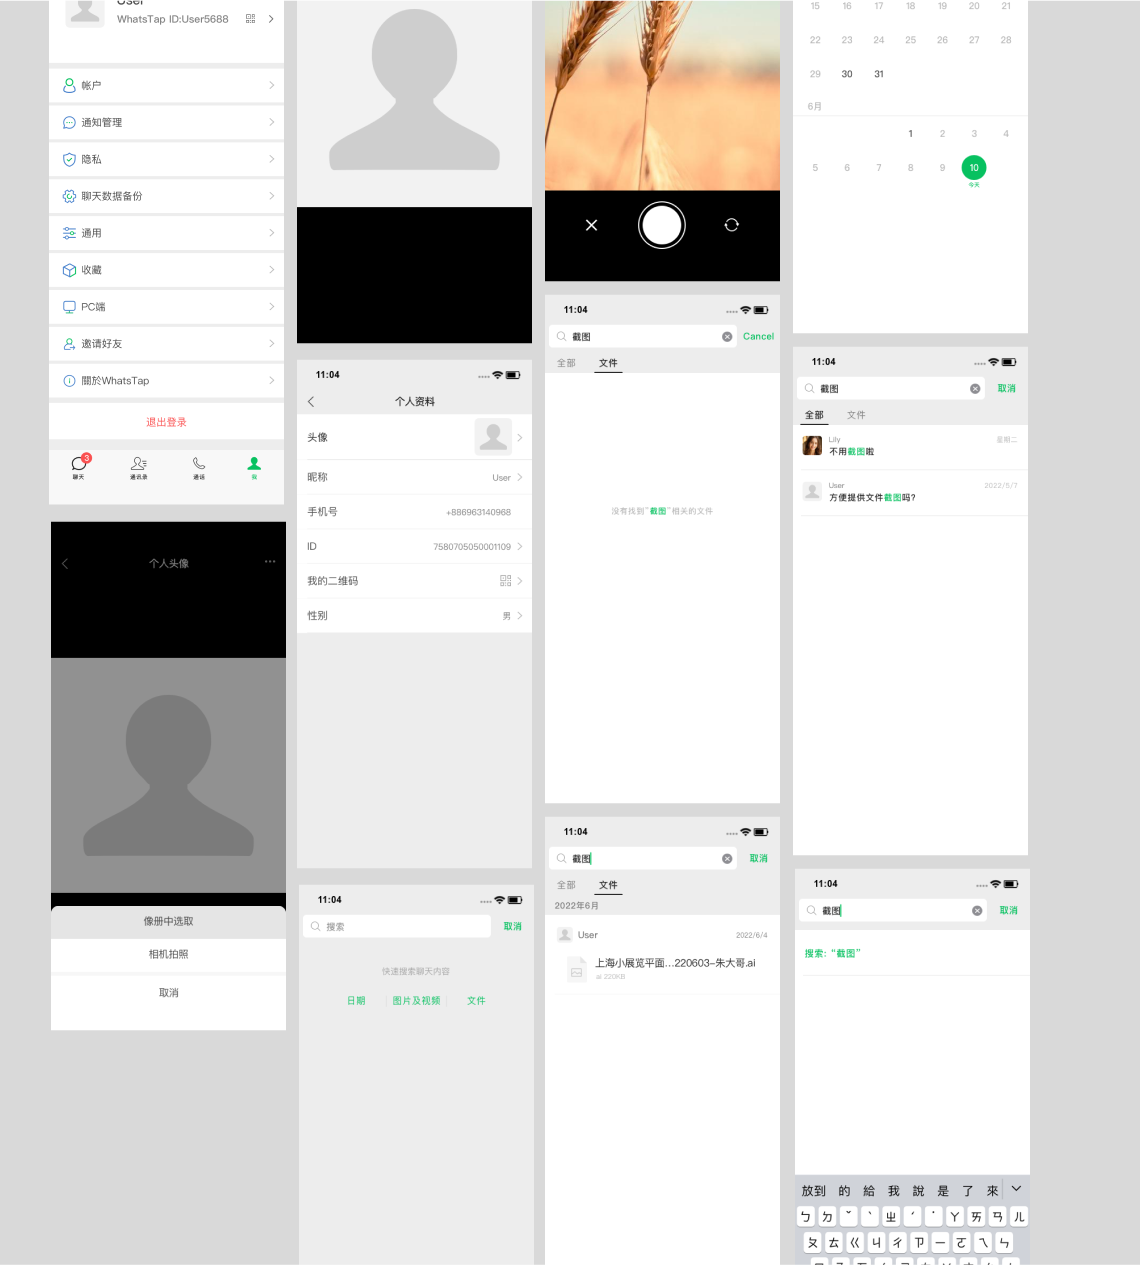 User
WhatsTap ID:User5688
帐户
通知管理
隐私
聊天数据备份
通用
收藏
PC端
邀请好友
關於WhatsTap
退出登录
3
聊天
通讯录
通话
我
个人头像
像册中选取
相机拍照
取消
11:04
个人资料
头像
昵称
User
手机号
+886963140968
ID
7580705050001109
我的二维码
性别
男
11:04
搜索
取消
快速搜索聊天内容
日期
图片及视频
文件
11:04
截图
Cancel
全部
文件
没有找到"截图"相关的文件
11:04
截图
取消
全部
文件
2022年6月
User
2022/6/4
上海小展览平面...220603-朱大哥.ai
ai 220KB
15 16 17 18 19 20 21
22 23 24 25 26 27 28
29 30 31
6月
1 2 3 4
5 6 7 8 9 10
今天
11:04
截图
取消
全部
文件
Lily
星期二
不用截图啦
User
2022/5/7
方便提供文件截图吗?
11:04
截图
取消
搜索: “截图”
放到 的 給 我 說 是 了 來
ㄅ ㄉ ˇ ˋ ㄓ ˊ ˙ ㄚ ㄞ ㄢ ㄦ
ㄆ ㄊ ㄍ ㄐ ㄔ ㄗ ㄧ ㄛ ㄟ ㄣ